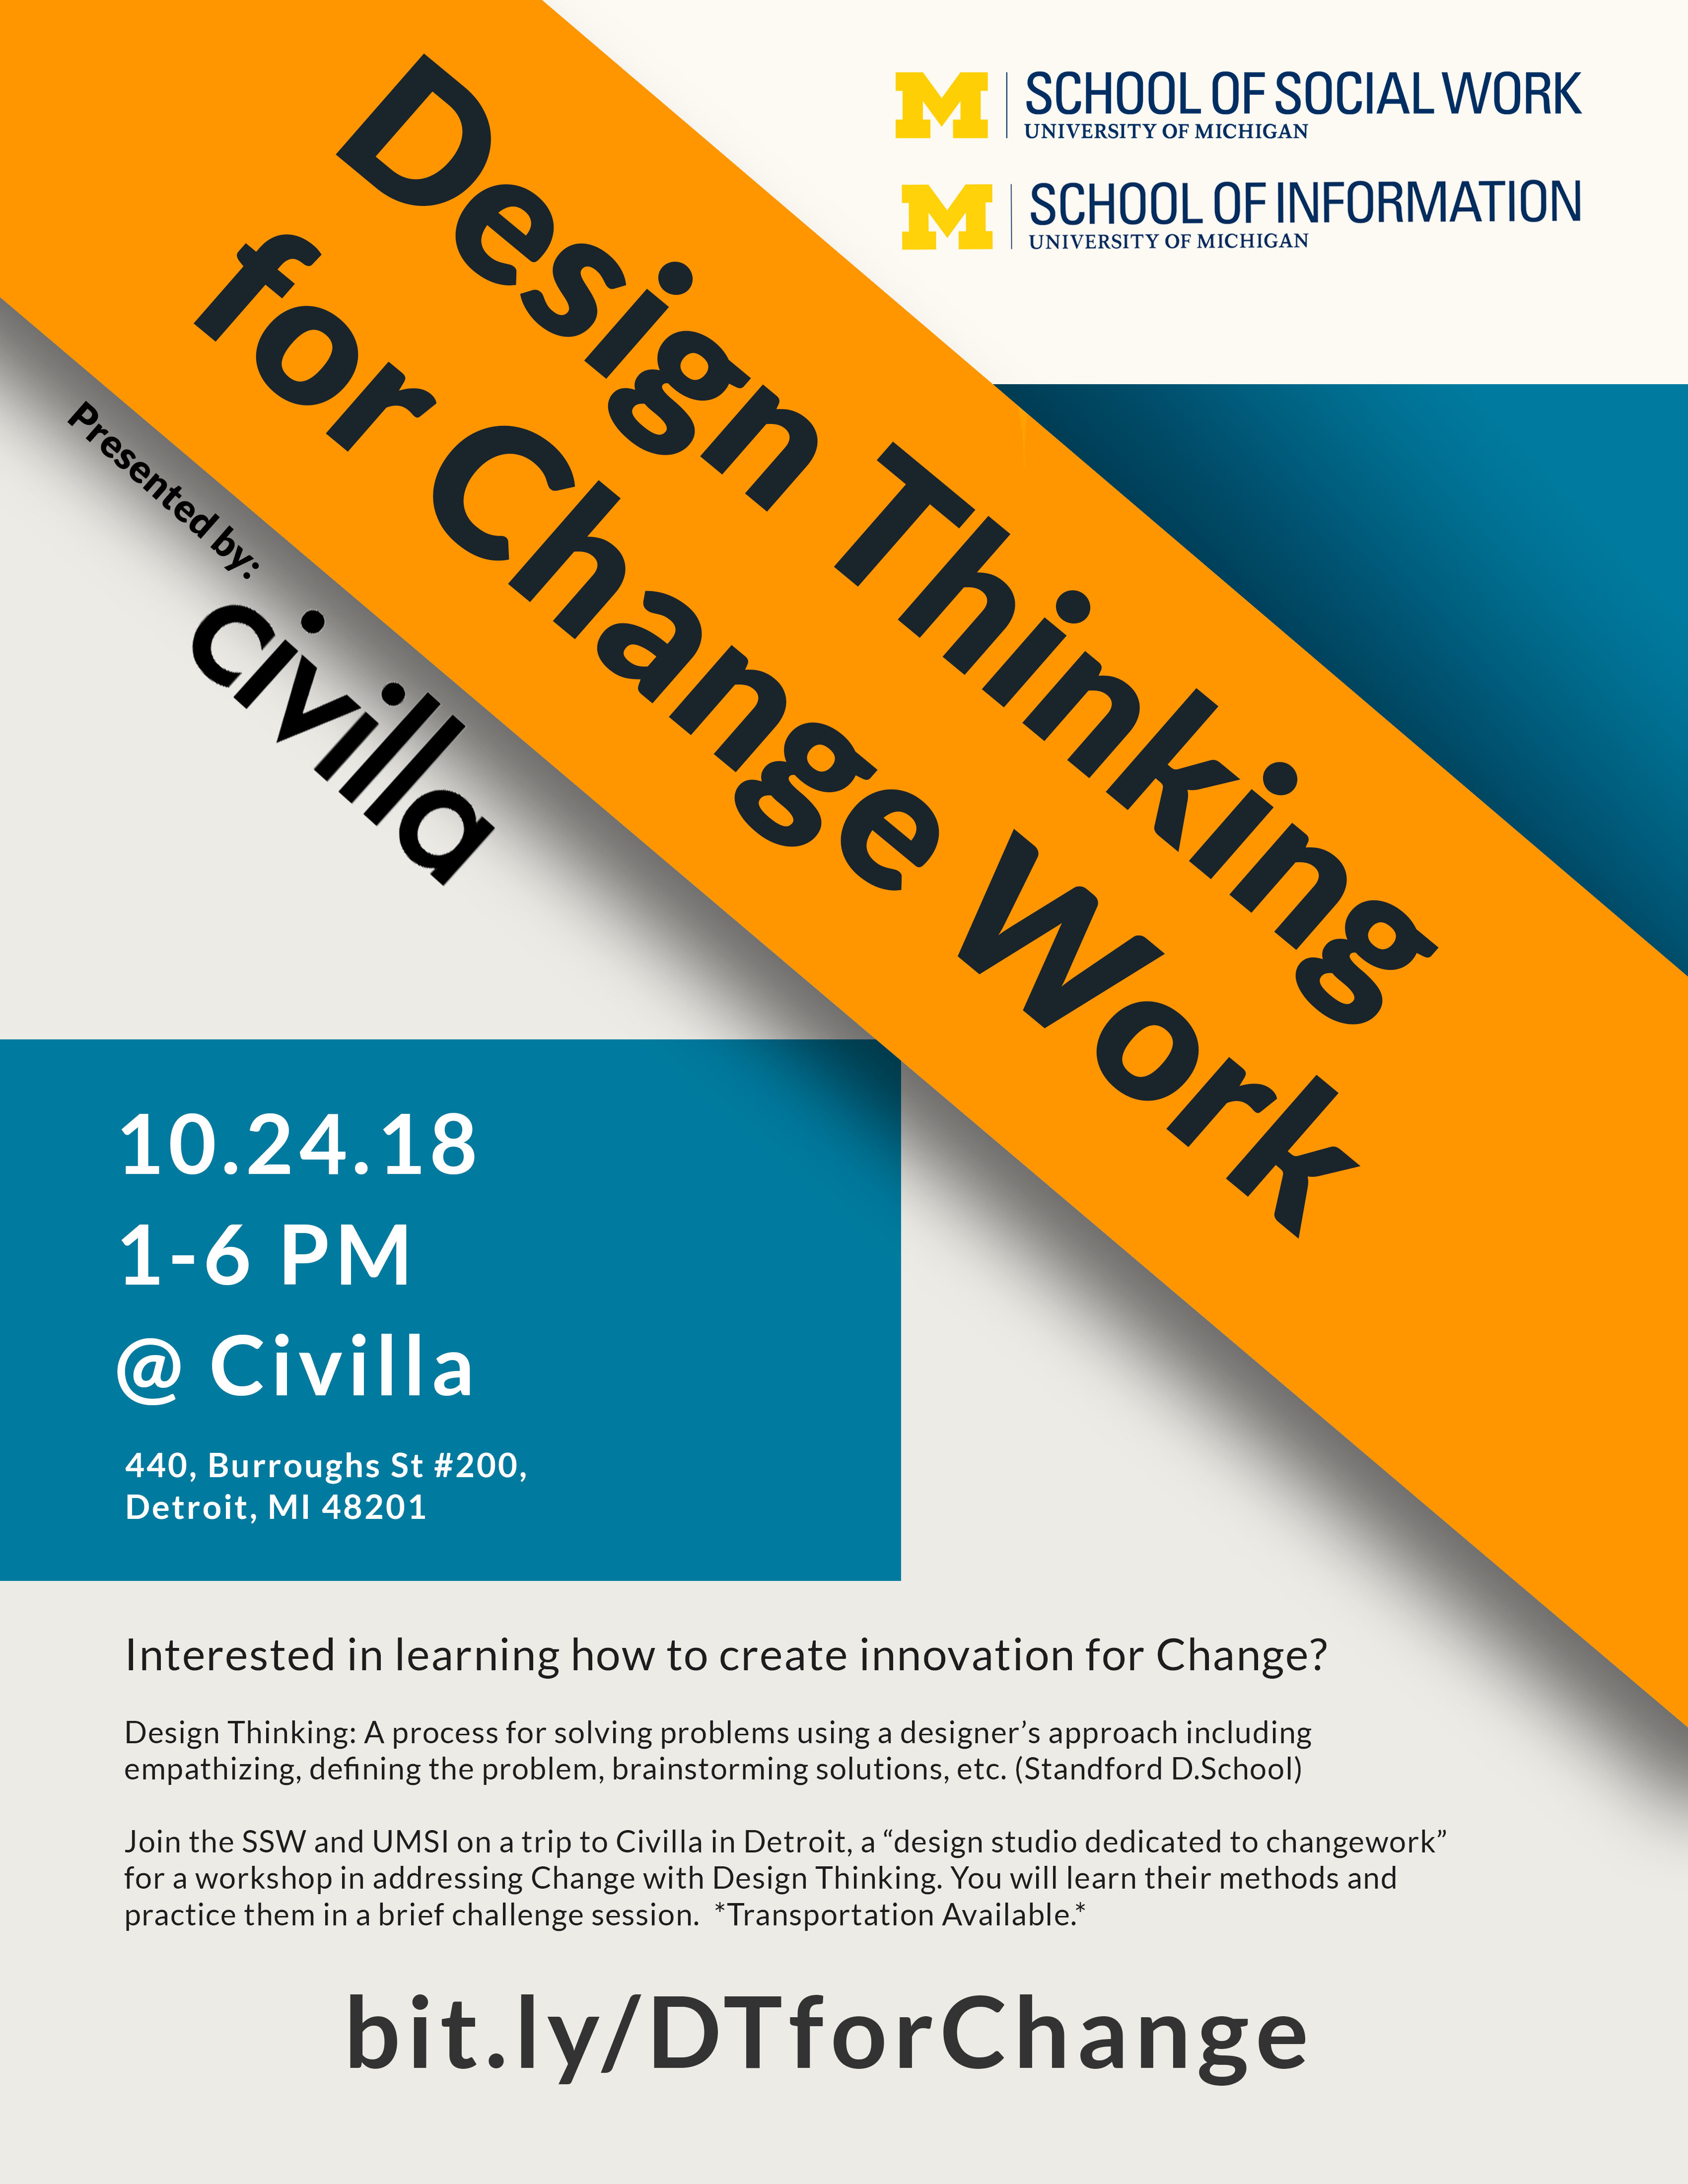 M SCHOOL OF SOCIAL WORK
UNIVERSITY OF MICHIGAN
M SCHOOL OF INFORMATION
UNIVERSITY OF MICHIGAN
Design Thinking
for Change Work
Presented by:
civilla
10.24.18
1-6 PM
@ Civilla
440, Burroughs St #200,
Detroit, MI 48201
Interested in learning how to create innovation for Change?
Design Thinking: A process for solving problems using a designer’s approach including
empathizing, defining the problem, brainstorming solutions, etc. (Standford D.School)
Join the SSW and UMSI on a trip to Civilla in Detroit, a “design studio dedicated to changework”
for a workshop in addressing Change with Design Thinking. You will learn their methods and
practice them in a brief challenge session.  *Transportation Available.*
bit.ly/DTforChange